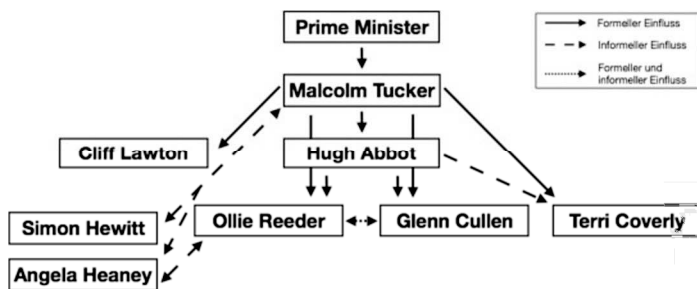 Prime Minister
Formeller Einfluss
Informeller Einfluss
Formeller und
informeller Einfluss
Malcolm Tucker
Cliff Lawton
Hugh Abbot
Simon Hewitt
Ollie Reeder
Glenn Cullen
Terri Coverly
Angela Heaney